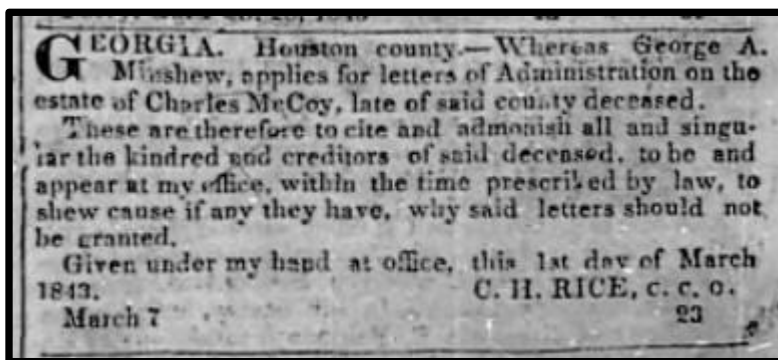 GEORGIA. Houston county.—Whereas George A.
Minshew, applies for letters of Administration on the
estate of Charles McCoy, late of said county deceased.
These are therefore to cite and admonish all and singu-
lar the kindred and creditors of said deceased, to be and
appear at my office, within the time prescribed by law, to
shew cause if any they have, why said letters should not
be granted.
Given under my hand at office, this 1st day of March
1843. C. H. RICE, c. c. o.
March 7 23